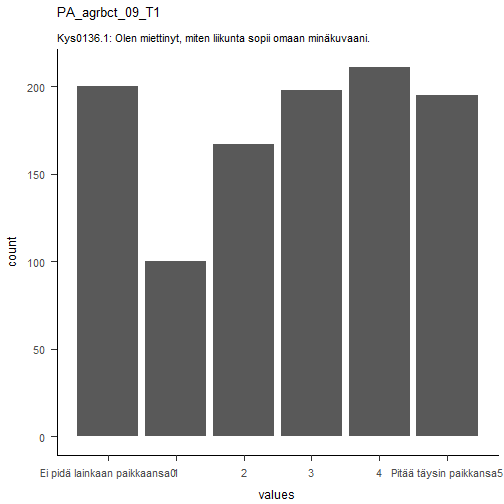 PA_agrbct_09_T1
Kys0136.1: Olen miettinyt, miten liikunta sopii omaan minäkuvaani.
200
150
100
50
0
count
Ei pidä lainkaan paikkaansa0
1
2
3
4
Pitää täysin paikkansa5
values